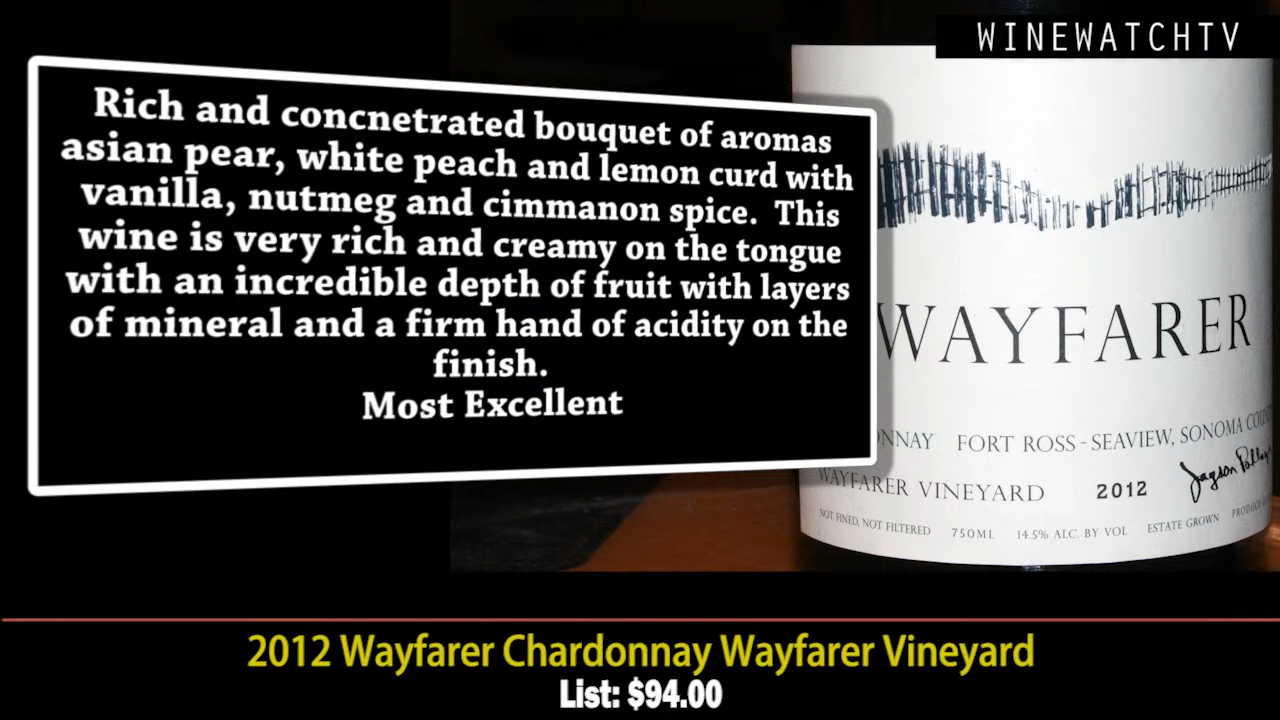 WINEWATCHTV
Rich and concnetrated bouquet of aromas
asian pear, white peach and lemon curd with
vanilla, nutmeg and cimmanon spice. This
wine is very rich and creamy on the tongue
with an incredible depth of fruit with layers
of mineral and a firm hand of acidity on the
finish.
Most Excellent
WAYFARER
NNAY FORT ROSS - SEAVIEW, SONOMA
WAYFARER VINEYARD 2012
NOT FINED, NOT FILTERED 750ML 14.5% ALC. BY VOL ESTATE GROWN
2012 Wayfarer Chardonnay Wayfarer Vineyard
List: $94.00